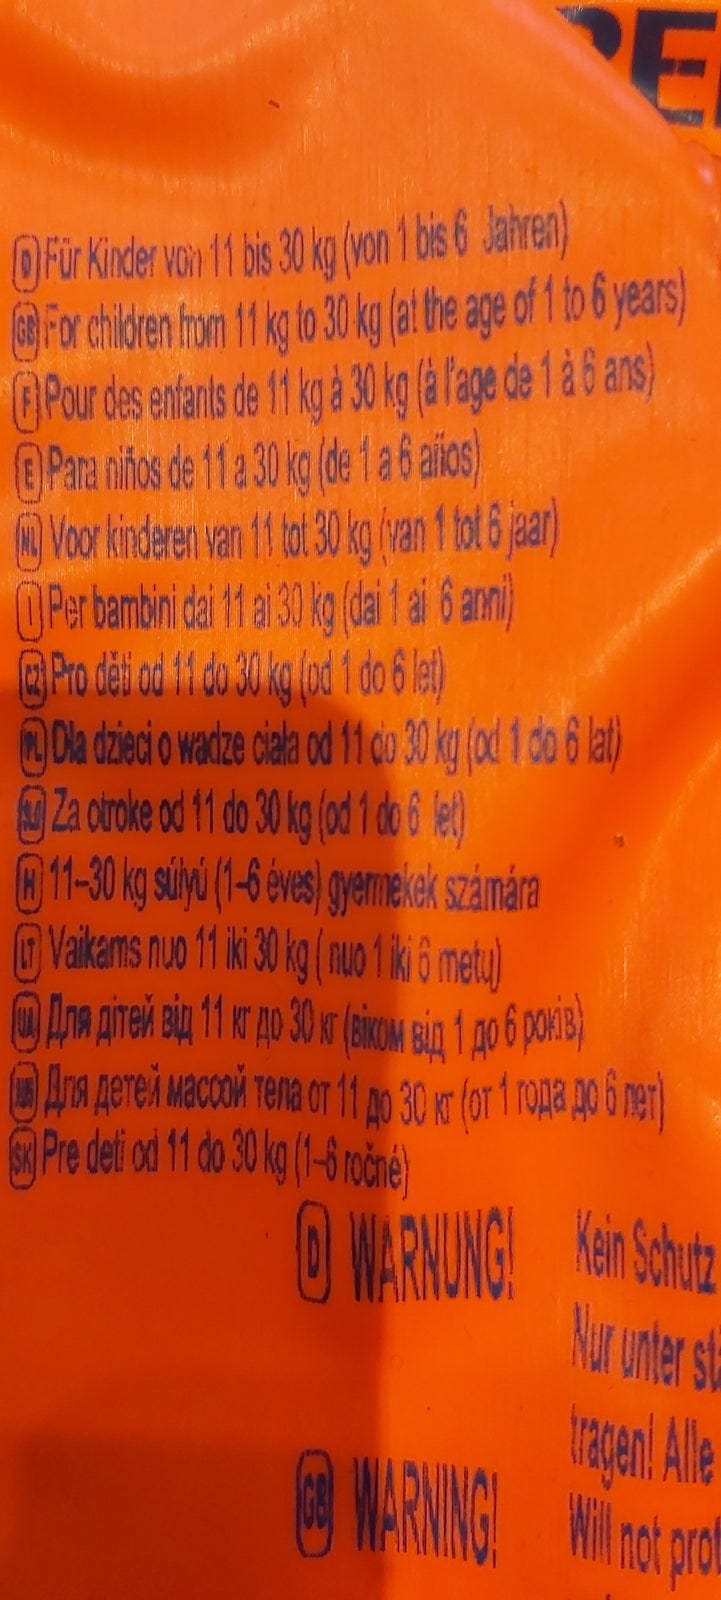 D Für Kinder von 11 bis 30 kg (von 1 bis 6 Jahren)
GB For children from 11 kg to 30 kg (at the age of 1 to 6 years)
F Pour des enfants de 11 kg à 30 kg (à l'age de 1 à 6 ans)
E Para niños de 11 a 30 kg (de 1 a 6 años)
NL Voor kinderen van 11 tot 30 kg (van 1 tot 6 jaar)
I Per bambini dai 11 ai 30 kg (dai 1 ai 6 anni)
CZ Pro děti od 11 do 30 kg (od 1 do 6 let)
PL Dla dzieci o wadze ciała od 11 do 30 kg (od 1 do 6 lat)
SLO Za otroke od 11 do 30 kg (od 1 do 6 let)
H 11–30 kg súlyú (1–6 éves) gyermekek számára
LT Vaikams nuo 11 iki 30 kg ( nuo 1 iki 6 metų)
UA Для дітей від 11 кг до 30 кг (віком від 1 до 6 років)
Для детей массой тела от 11 до 30 кг (от 1 года до 6 лет)
SK Pre deti od 11 do 30 kg (1–6 ročné)
D WARNUNG! Kein Schutz
Nur unter
tragen! Alle
GB WARNING! Will not